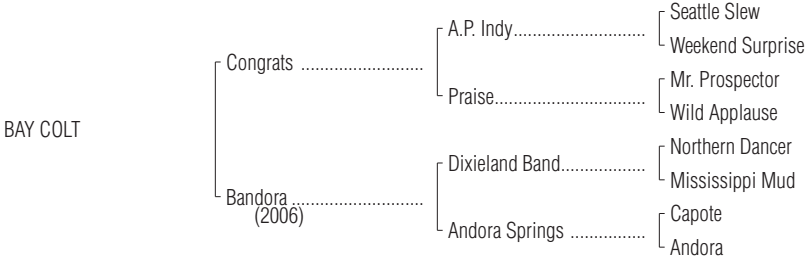 Seattle Slew
A.P. Indy..............................
Weekend Surprise
Congrats ...........................
Mr. Prospector
Praise..................................
Wild Applause
BAY COLT
Northern Dancer
Dixieland Band...................
Mississippi Mud
Bandora .............................
(2006)
Capote
Andora Springs .................
Andora